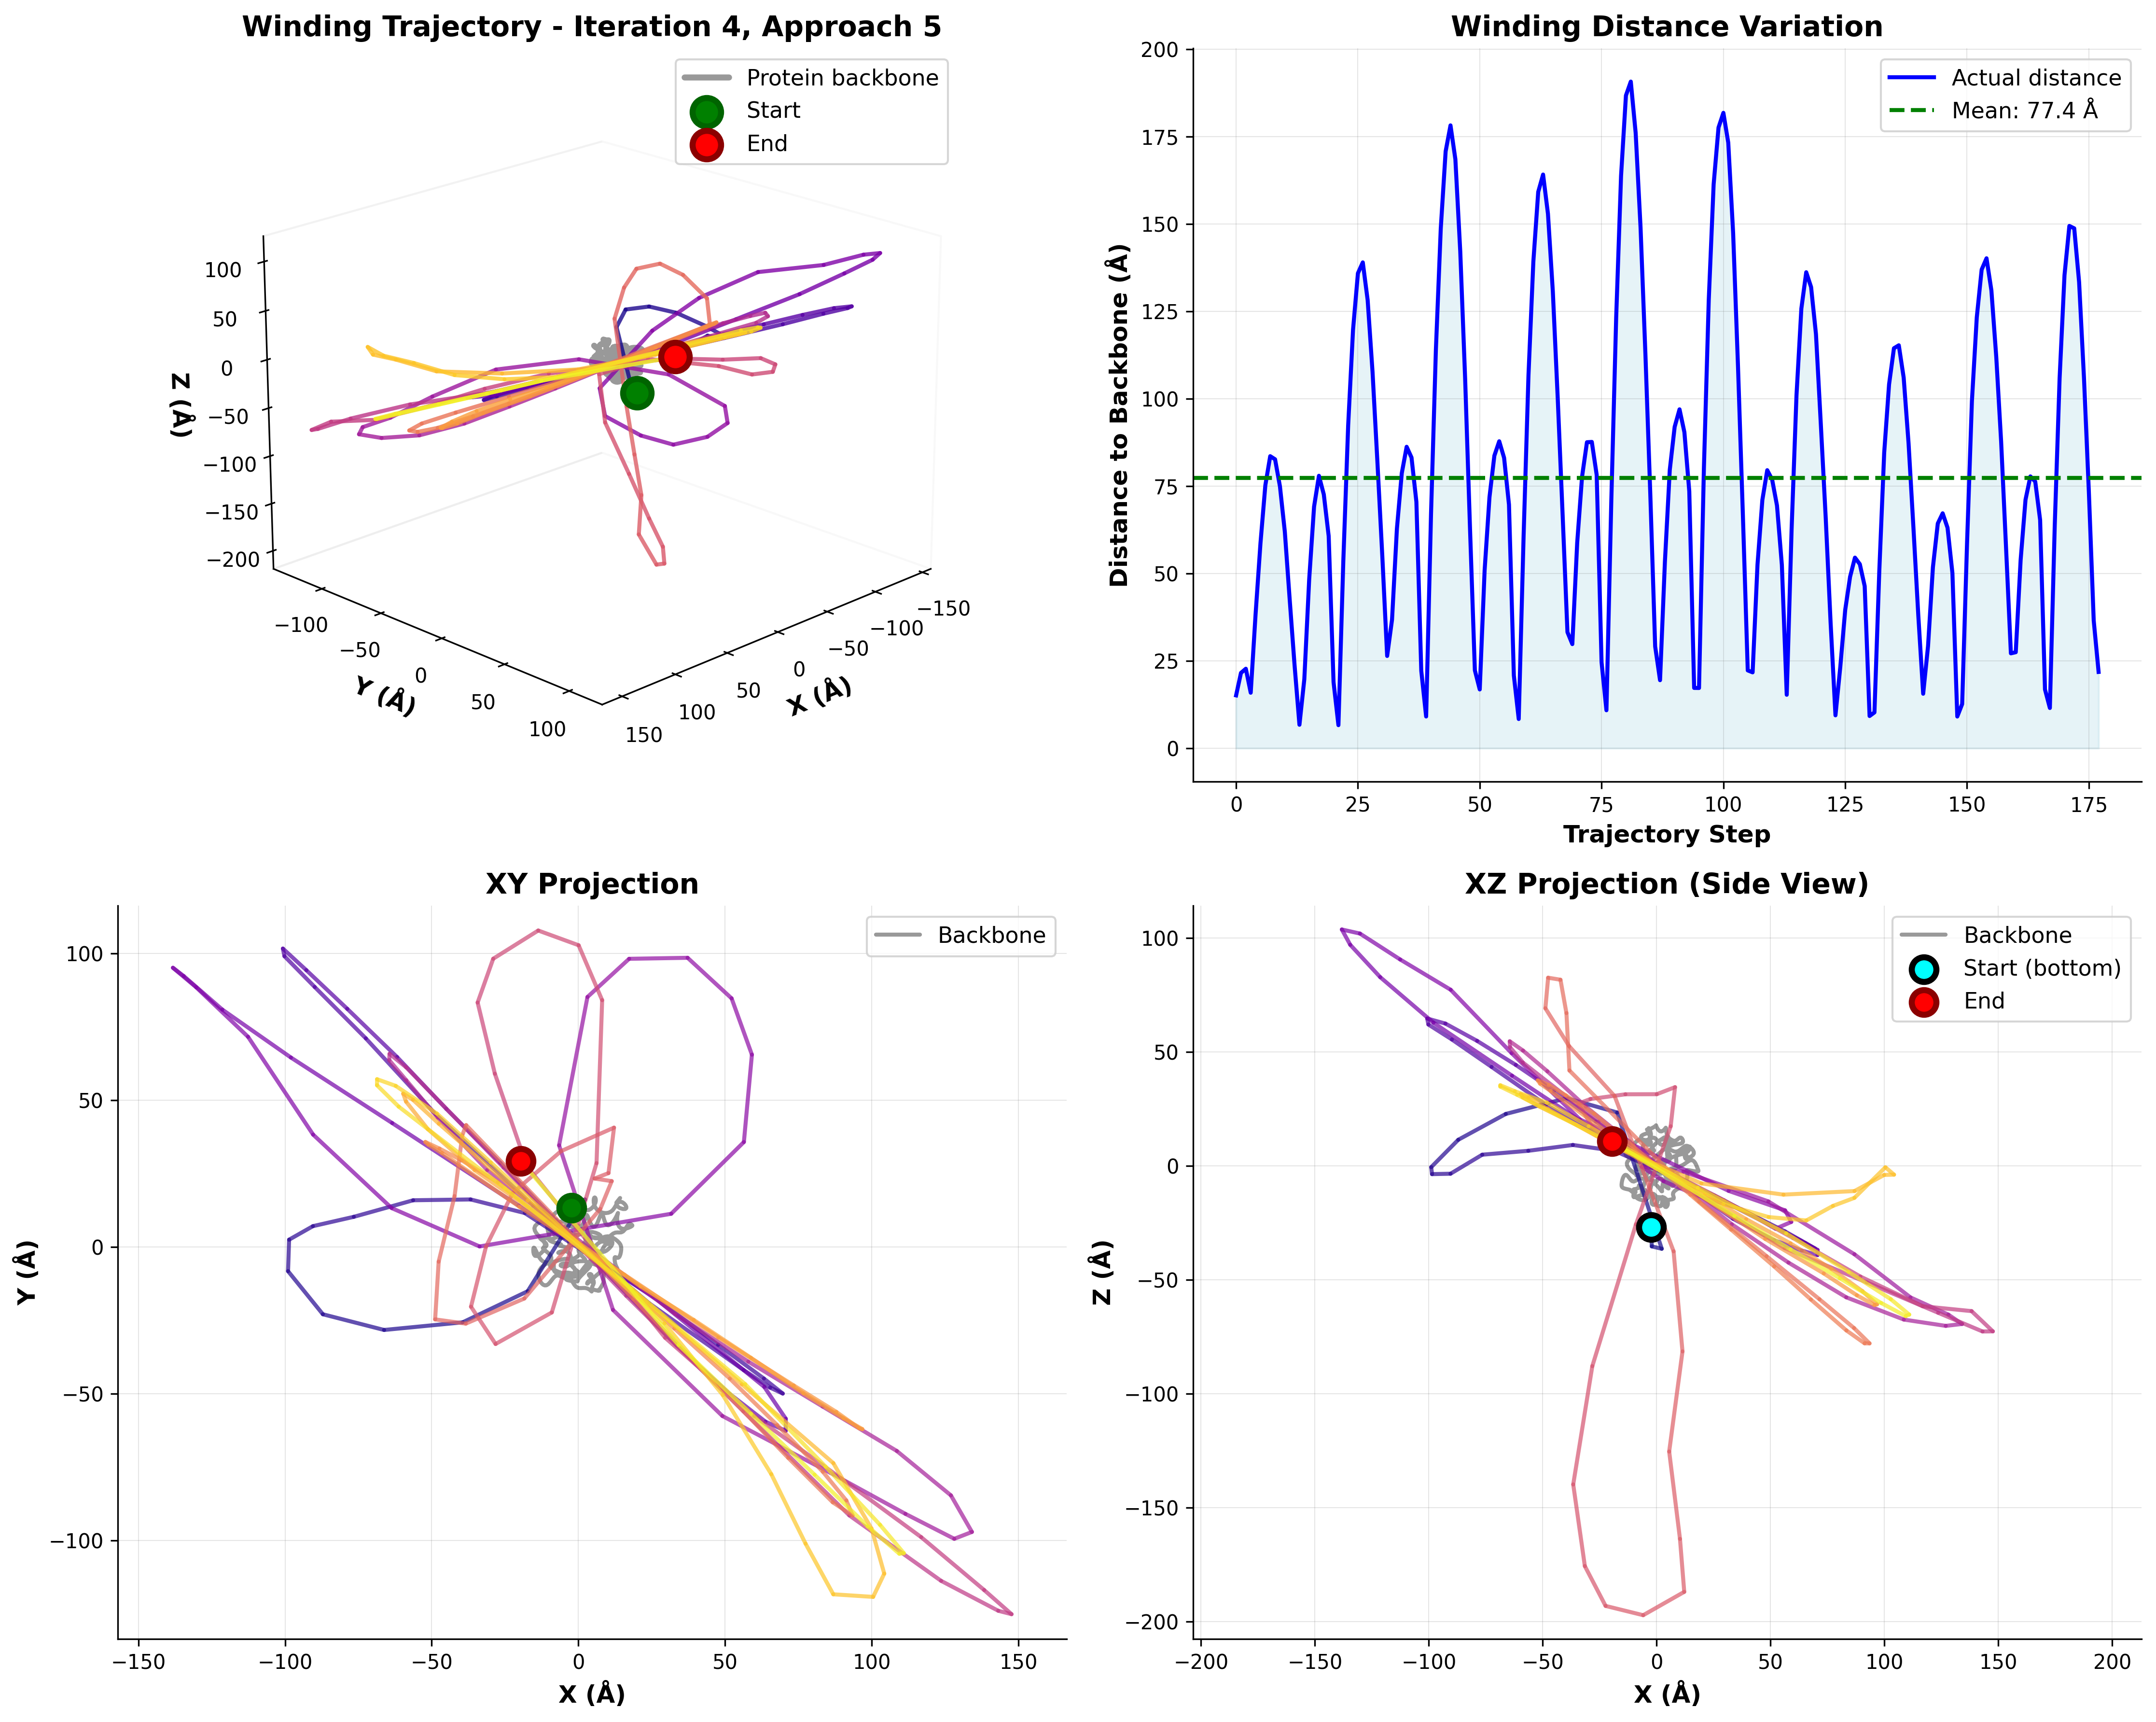 Winding Trajectory - Iteration 4, Approach 5
Protein backbone
Start
End
100
50
0
−50
−100
−150
−200
Z (Å)
−100
−50
0
50
100
Y (Å)
150
100
50
0
−50
−100
−150
X (Å)
Winding Distance Variation
Actual distance
Mean: 77.4 Å
200
175
150
125
100
75
50
25
0
Distance to Backbone (Å)
0 25 50 75 100 125 150 175
Trajectory Step
XY Projection
Backbone
100
50
0
−50
−100
Y (Å)
−150 −100 −50 0 50 100 150
X (Å)
XZ Projection (Side View)
Backbone
Start (bottom)
End
100
50
0
−50
−100
−150
−200
Z (Å)
−200 −150 −100 −50 0 50 100 150 200
X (Å)